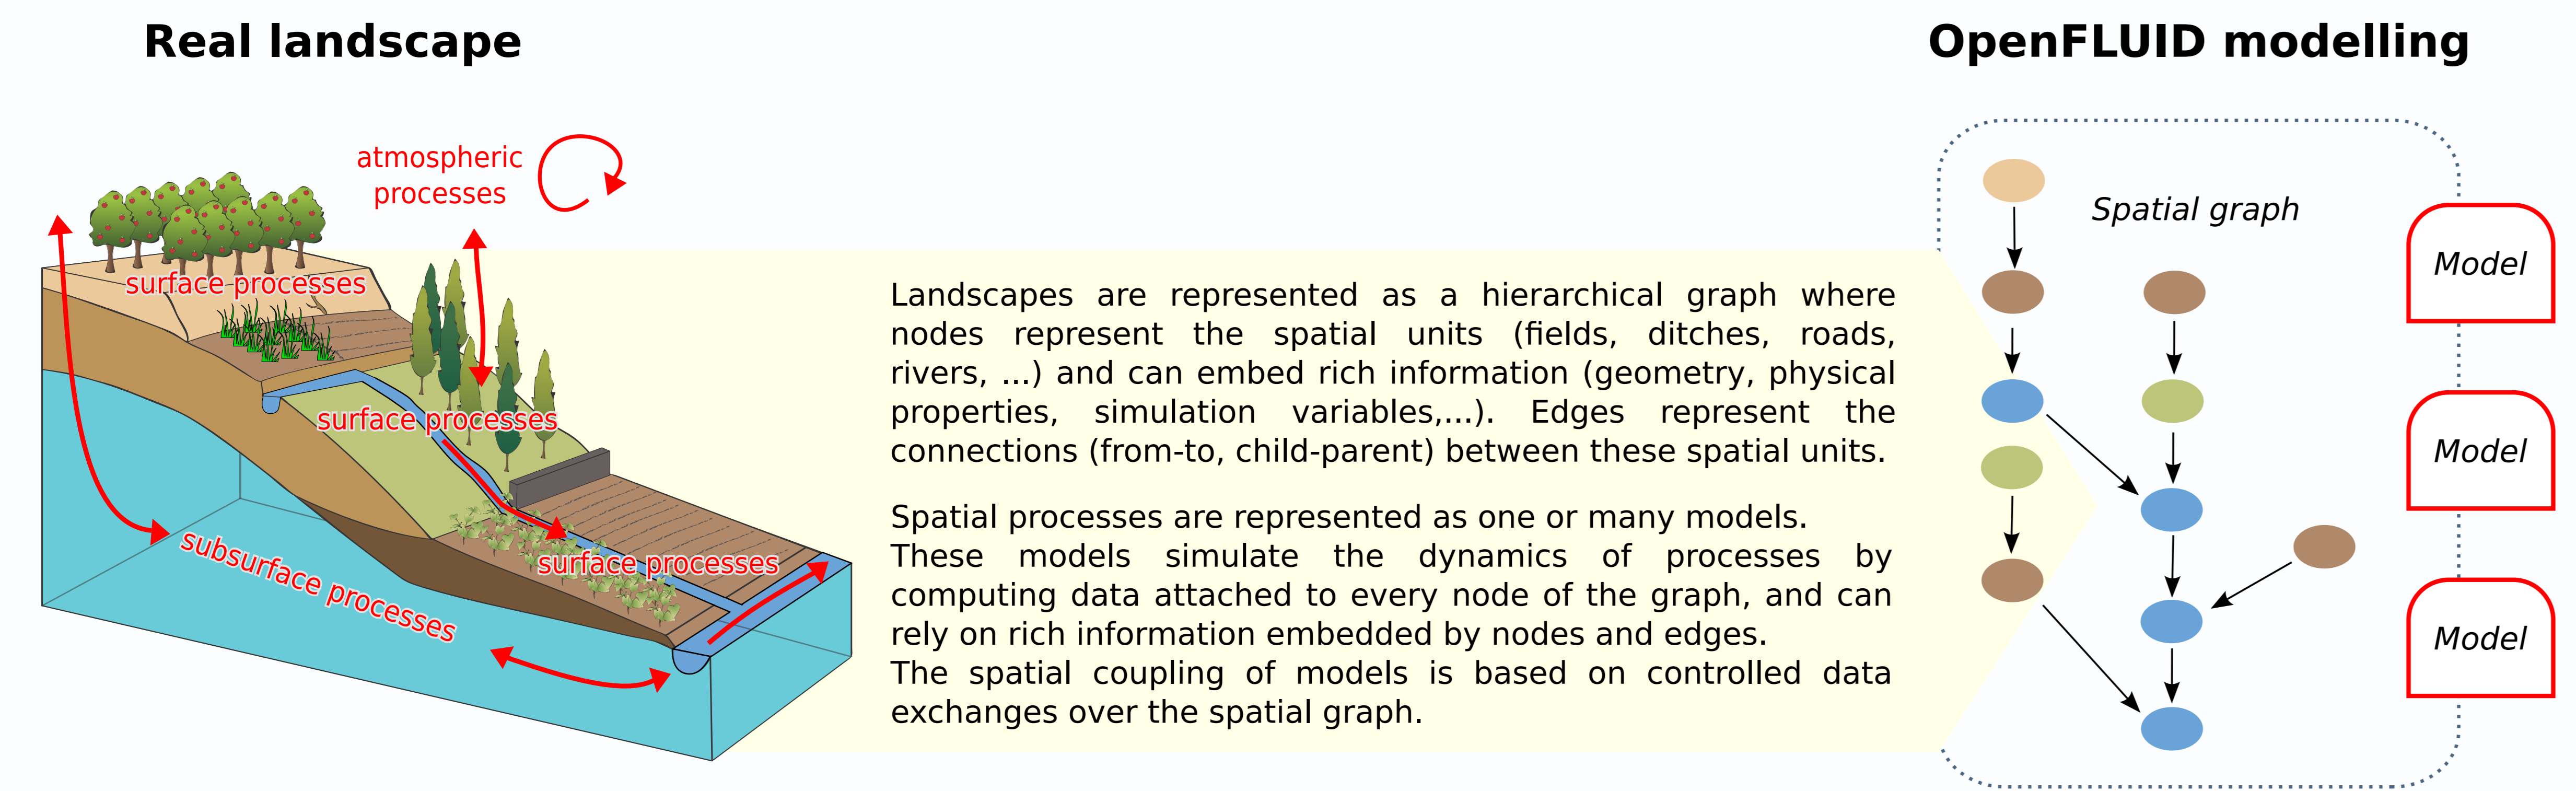 Real landscape
OpenFLUID modelling
atmospheric
processes
surface processes
surface processes
surface processes
subsurface processes
Landscapes are represented as a hierarchical graph where
nodes represent the spatial units (fields, ditches, roads,
rivers, ...) and can embed rich information (geometry, physical
properties, simulation variables,...). Edges represent the
connections (from-to, child-parent) between these spatial units.
Spatial processes are represented as one or many models.
These models simulate the dynamics of processes by
computing data attached to every node of the graph, and can
rely on rich information embedded by nodes and edges.
The spatial coupling of models is based on controlled data
exchanges over the spatial graph.
Spatial graph
Model
Model
Model